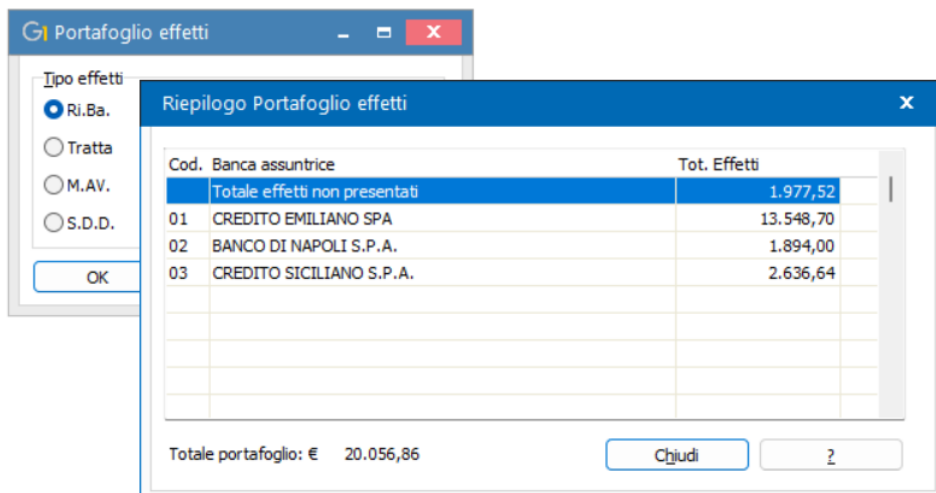 G1 Portafoglio effetti
Tipo effetti
Ri.Ba.
Tratta
M.AV.
S.D.D.
OK
Riepilogo Portafoglio effetti
Cod. Banca assuntrice Tot. Effetti
Totale effetti non presentati 1.977,52
01 CREDITO EMILIANO SPA 13.548,70
02 BANCO DI NAPOLI S.P.A. 1.894,00
03 CREDITO SICILIANO S.P.A. 2.636,64
Totale portafoglio: € 20.056,86
Chiudi
?